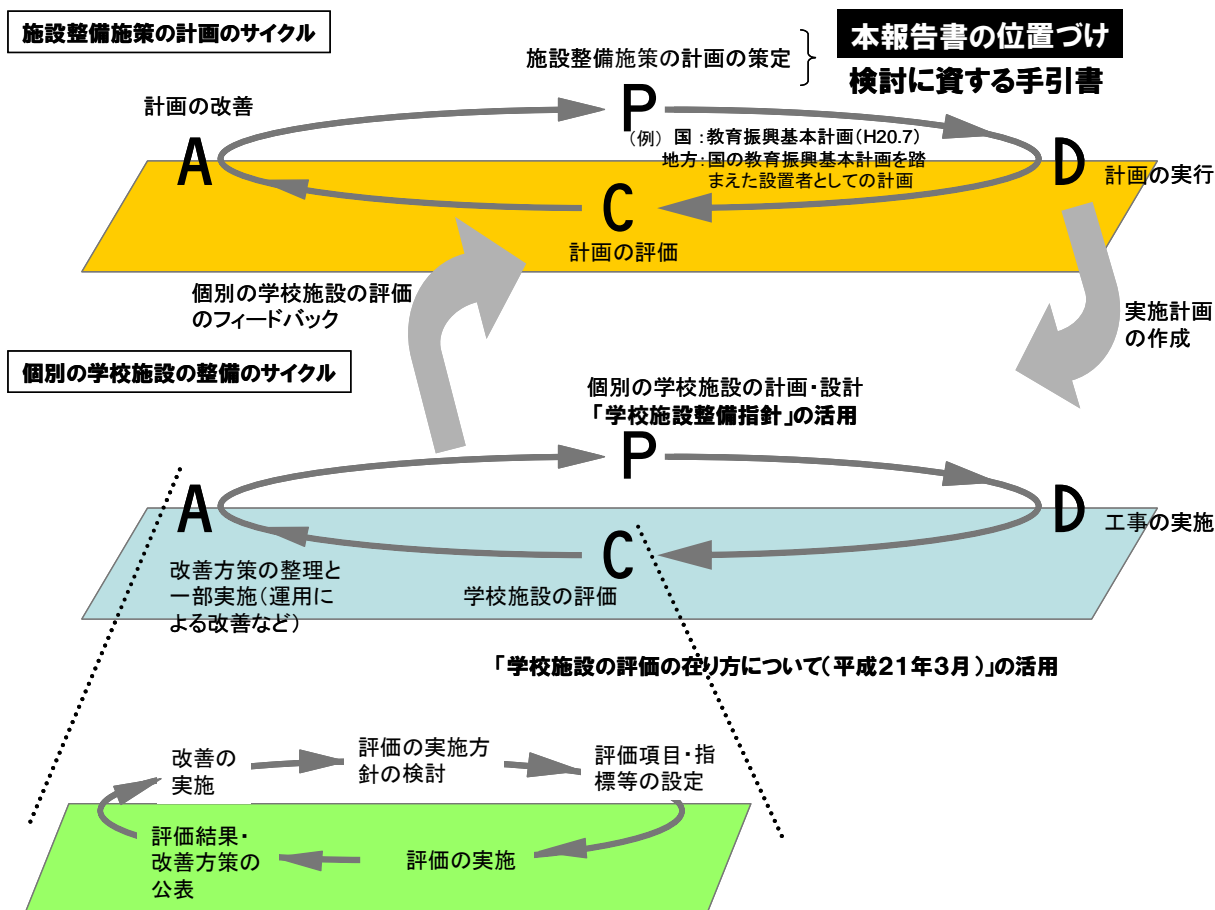 施設整備施策の計画のサイクル
本報告書の位置づけ
施設整備施策の計画の策定
検討に資する手引書
計画の改善
P
(例) 国:教育振興基本計画(H20.7)
地方:国の教育振興基本計画を踏
まえた設置者としての計画
A
D
計画の実行
C
計画の評価
個別の学校施設の評価
のフィードバック
実施計画
の作成
個別の学校施設の整備のサイクル
個別の学校施設の計画・設計
「学校施設整備指針」の活用
P
A
D
工事の実施
C
改善方策の整理と
一部実施(運用に
よる改善など)
学校施設の評価
「学校施設の評価の在り方について(平成21年3月)」の活用
改善の
実施
評価の実施方
針の検討
評価項目・指
標等の設定
評価結果・
改善方策の
公表
評価の実施